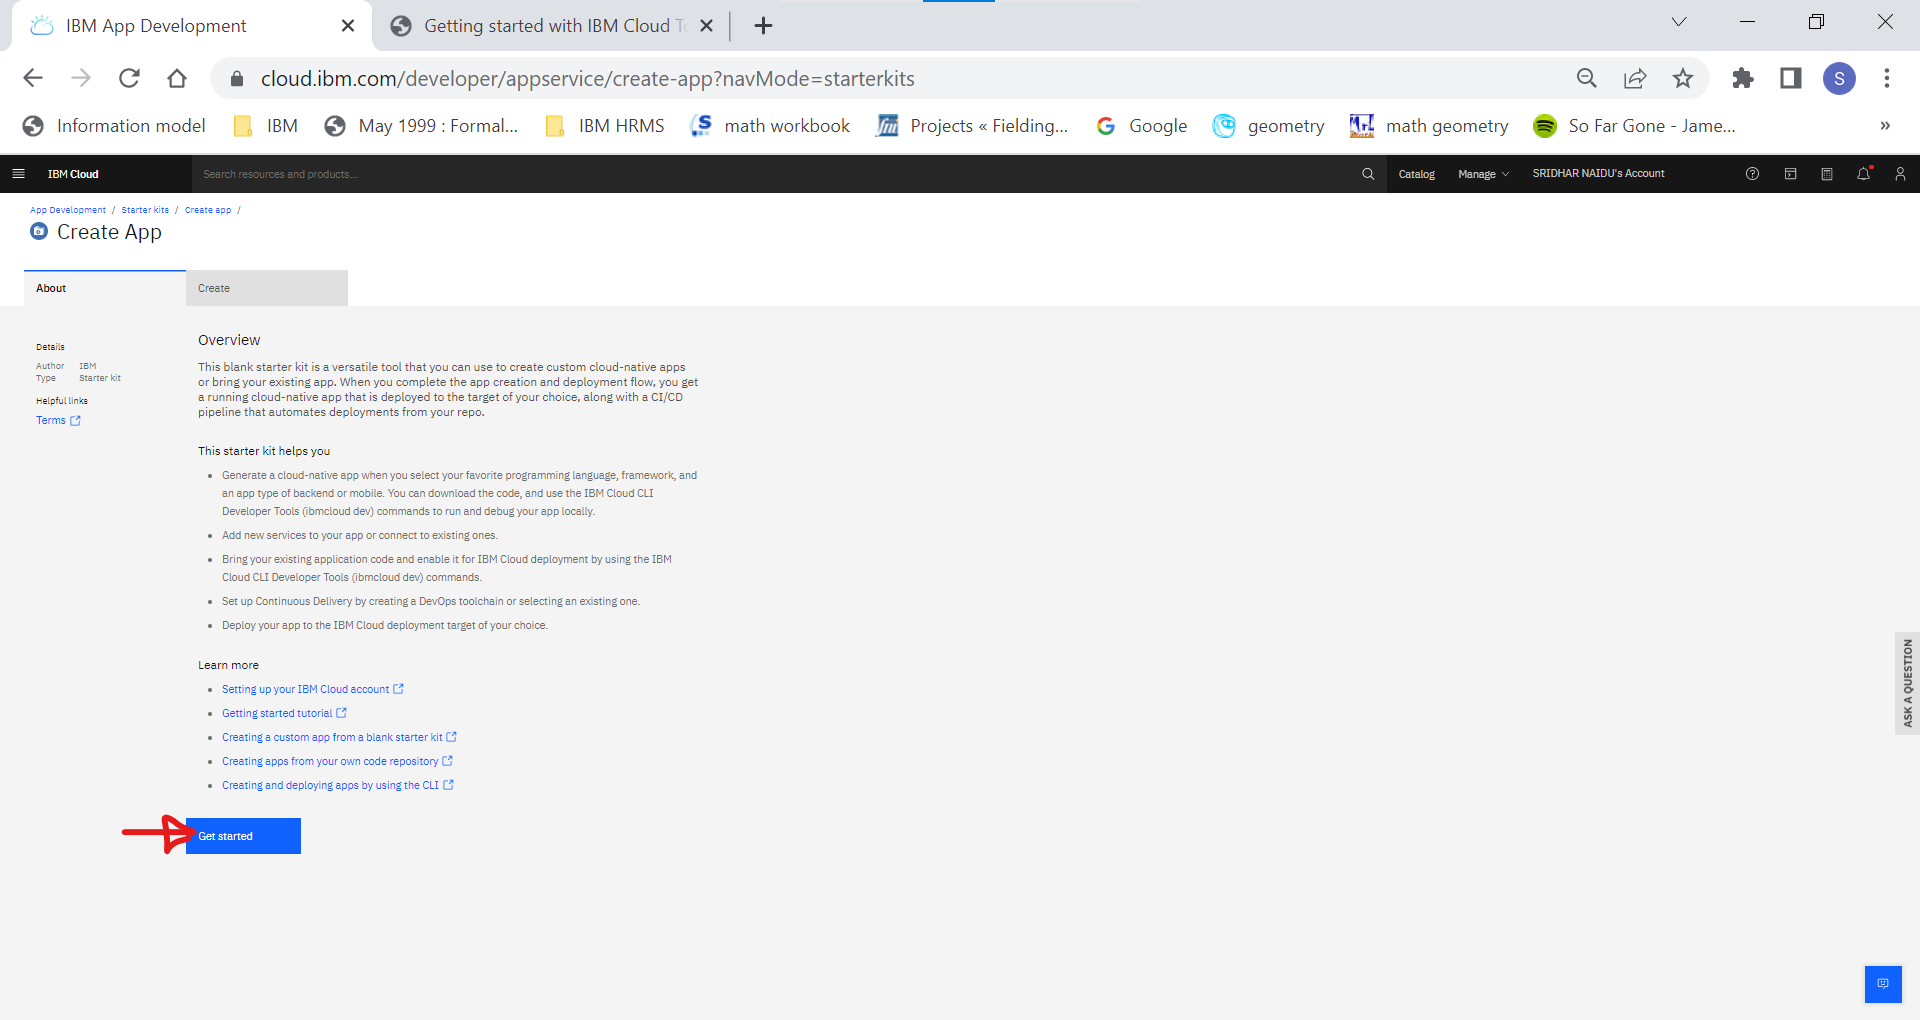 IBM App Development
Getting started with IBM Cloud T
cloud.ibm.com/developer/appservice/create-app?navMode=starterkits
S
Information model
IBM
May 1999 : Formal...
IBM HRMS
math workbook
Projects « Fielding...
Google
geometry
math geometry
So Far Gone - Jame...
»
IBM Cloud
Search resources and products...
Catalog
Manage
SRIDHAR NAIDU's Account
App Development / Starter kits / Create app /
Create App
About
Create
Details
Author IBM
Type Starter kit
Helpful links
Terms
Overview
This blank starter kit is a versatile tool that you can use to create custom cloud-native apps
or bring your existing app. When you complete the app creation and deployment flow, you get
a running cloud-native app that is deployed to the target of your choice, along with a CI/CD
pipeline that automates deployments from your repo.
This starter kit helps you
• Generate a cloud-native app when you select your favorite programming language, framework, and
an app type of backend or mobile. You can download the code, and use the IBM Cloud CLI
Developer Tools (ibmcloud dev) commands to run and debug your app locally.
• Add new services to your app or connect to existing ones.
• Bring your existing application code and enable it for IBM Cloud deployment by using the IBM
Cloud CLI Developer Tools (ibmcloud dev) commands.
• Set up Continuous Delivery by creating a DevOps toolchain or selecting an existing one.
• Deploy your app to the IBM Cloud deployment target of your choice.
Learn more
• Setting up your IBM Cloud account
• Getting started tutorial
• Creating a custom app from a blank starter kit
• Creating apps from your own code repository
• Creating and deploying apps by using the CLI
Get started
ASK A QUESTION